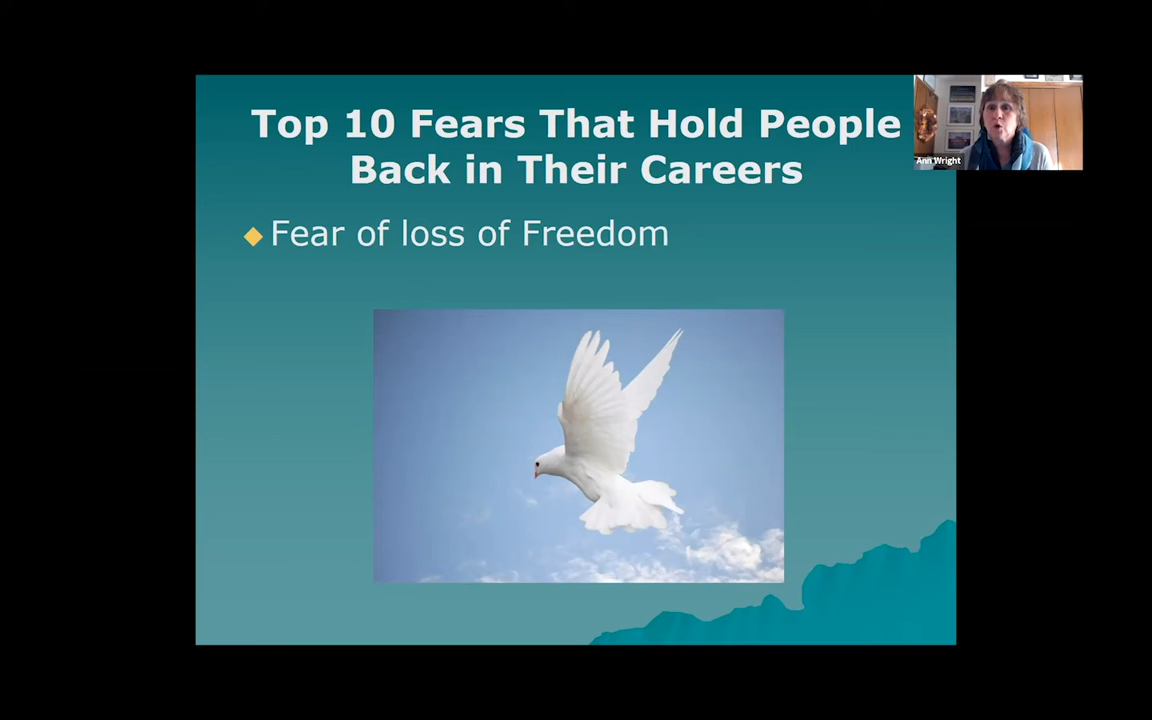 Top 10 Fears That Hold People
Back in Their Careers
Fear of loss of Freedom
Ann Wright